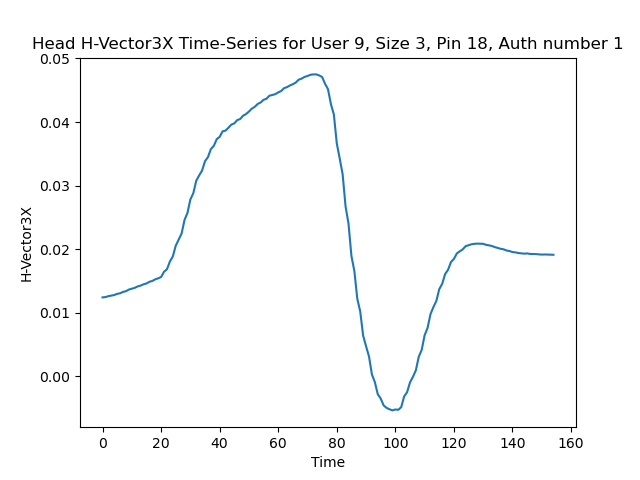 Head H-Vector3X Time-Series for User 9, Size 3, Pin 18, Auth number 1
0.05
0.04
0.03
0.02
0.01
0.00
H-Vector3X
0 20 40 60 80 100 120 140 160
Time